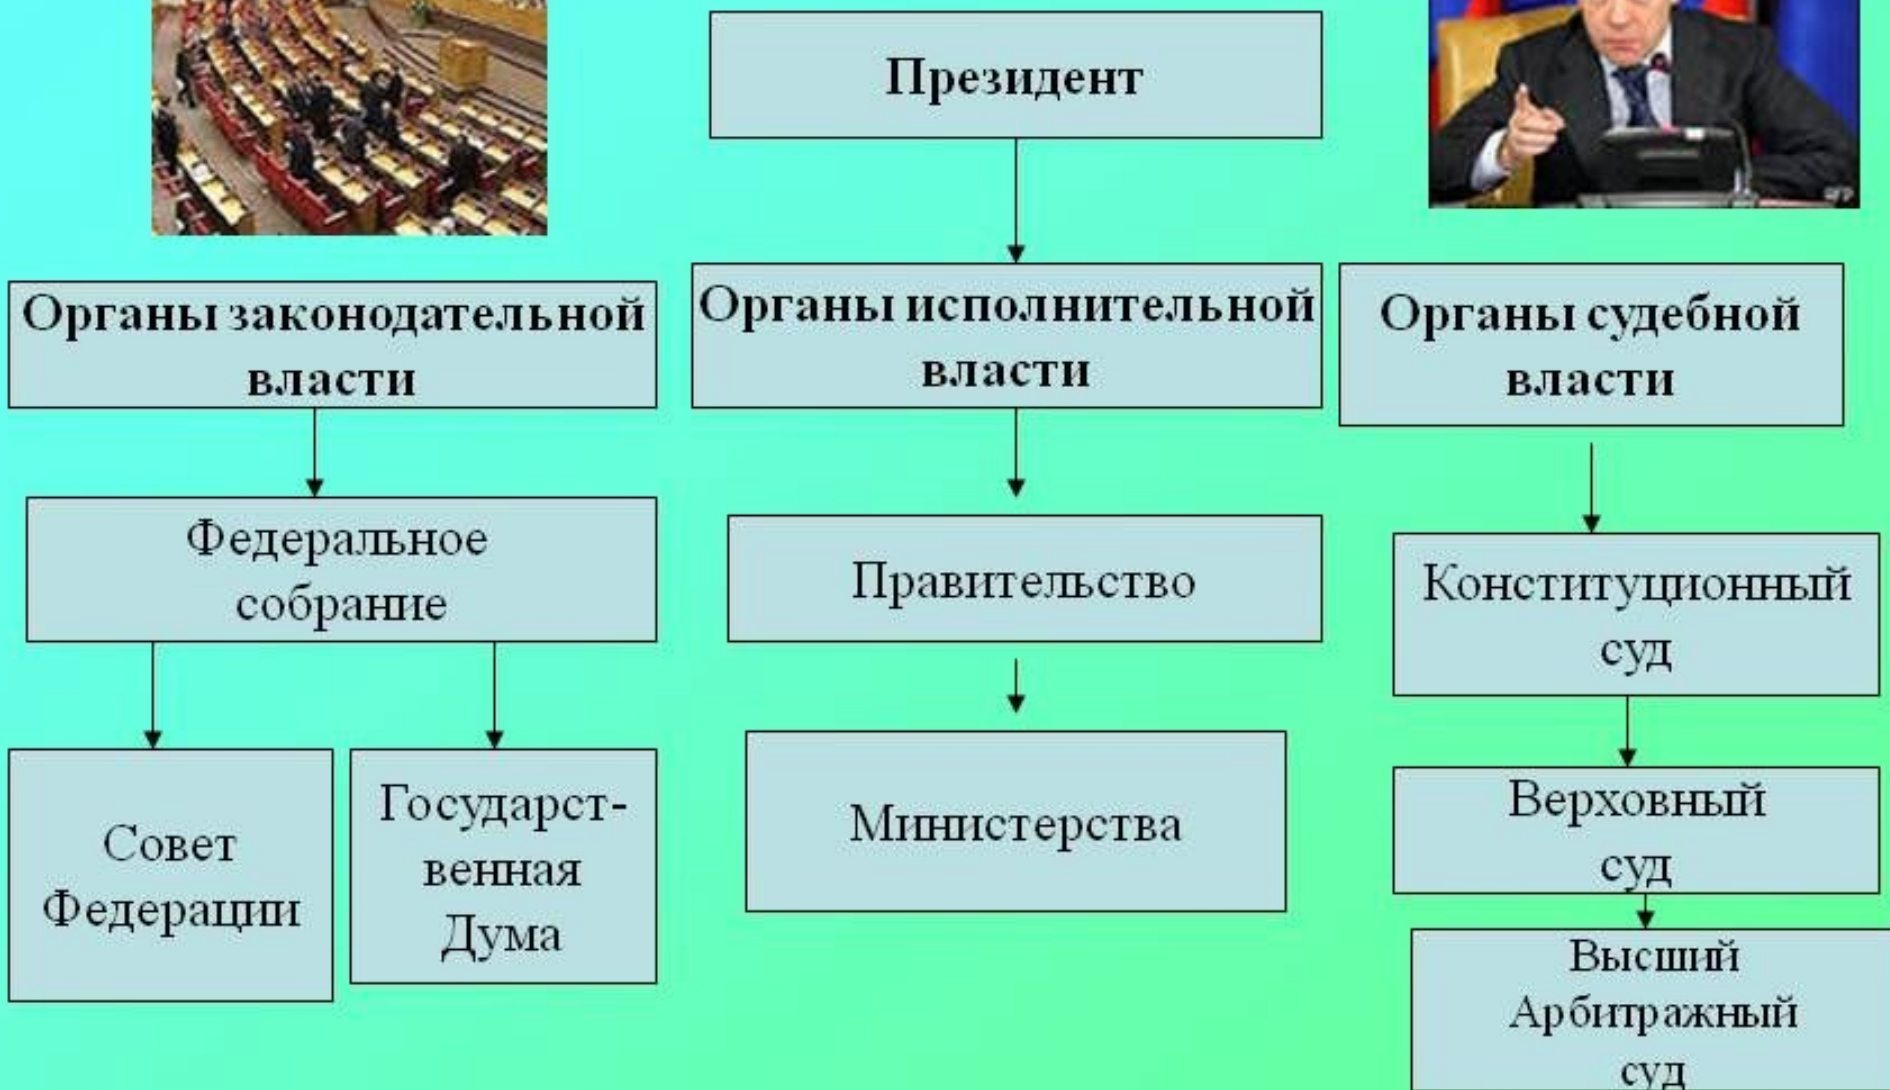 Президент
Органы законодательной
власти
Органы исполнительной
власти
Органы судебной
власти
Федеральное
собрание
Правительство
Конституционный
суд
Совет
Федерации
Государст-
венная
Дума
Министерства
Верховный
суд
Высший
Арбитражный
суд